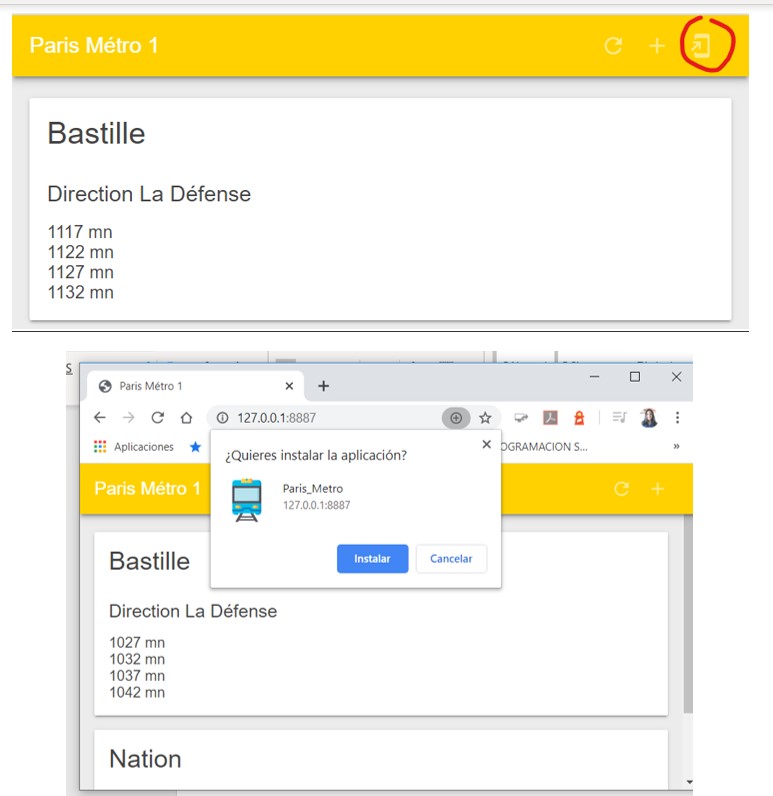 Paris Métro 1
Bastille
Direction La Défense
1117 mn
1122 mn
1127 mn
1132 mn
S
Paris Métro 1
127.0.0.1:8887
Aplicaciones
OGRAMACION S...
»
¿Quieres instalar la aplicación?
Paris_Metro
127.0.0.1:8887
Instalar
Cancelar
Paris Métro 1
Bastille
Direction La Défense
1027 mn
1032 mn
1037 mn
1042 mn
Nation